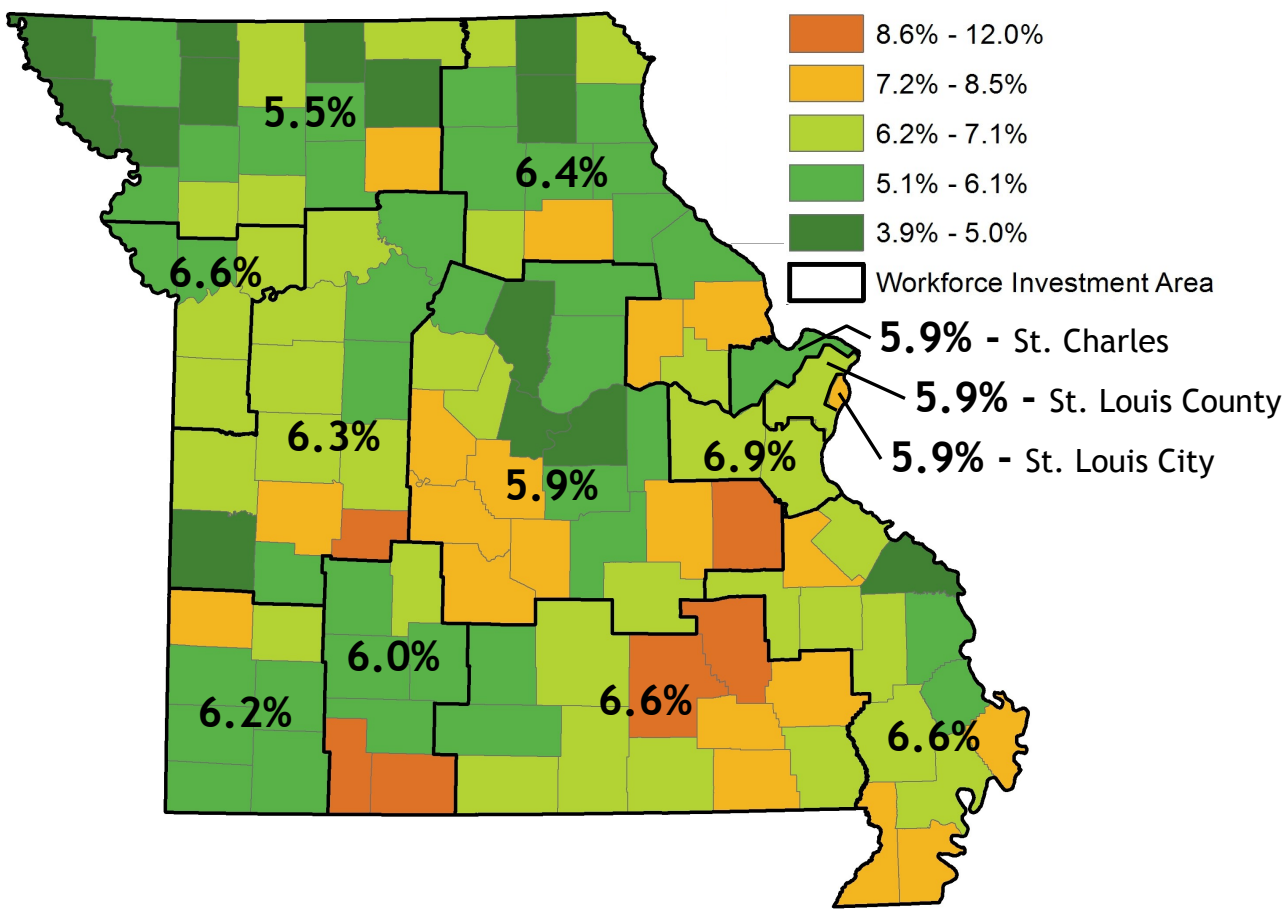 8.6% - 12.0%
7.2% - 8.5%
6.2% - 7.1%
5.1% - 6.1%
3.9% - 5.0%
Workforce Investment Area
5.9% - St. Charles
5.9% - St. Louis County
5.9% - St. Louis City
5.5%
6.4%
6.6%
6.3%
6.9%
5.9%
6.0%
6.2%
6.6%
6.6%